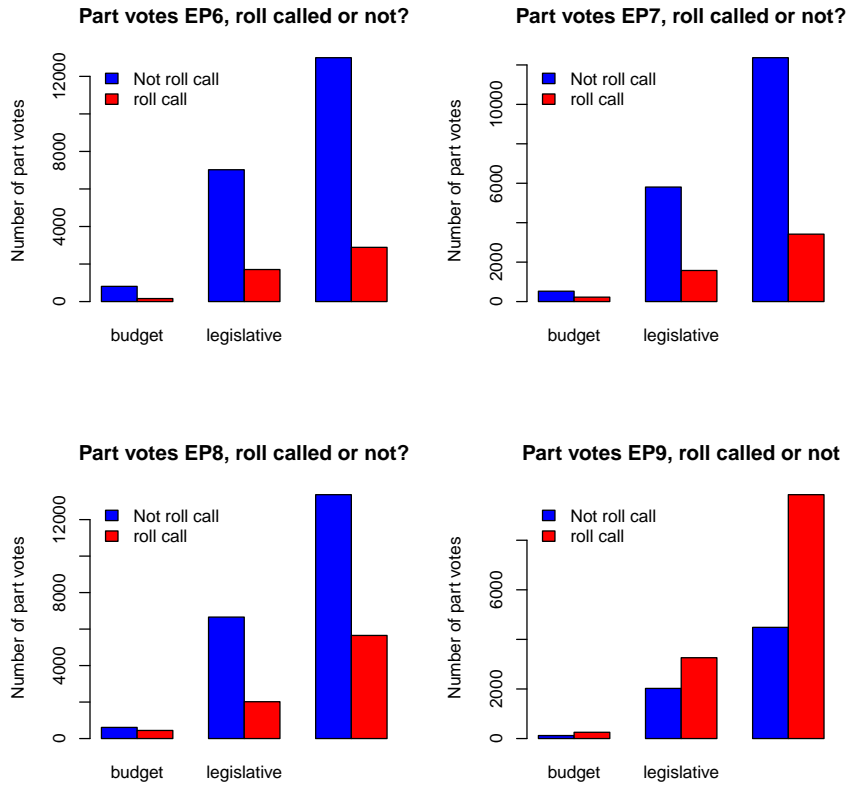 Part votes EP6, roll called or not?
Number of part votes
0
4000
8000
12000
Not roll call
roll call
budget
legislative
Part votes EP7, roll called or not?
Number of part votes
0
2000
6000
10000
Not roll call
roll call
budget
legislative
Part votes EP8, roll called or not?
Number of part votes
0
4000
8000
12000
Not roll call
roll call
budget
legislative
Part votes EP9, roll called or not
Number of part votes
0
2000
6000
Not roll call
roll call
budget
legislative